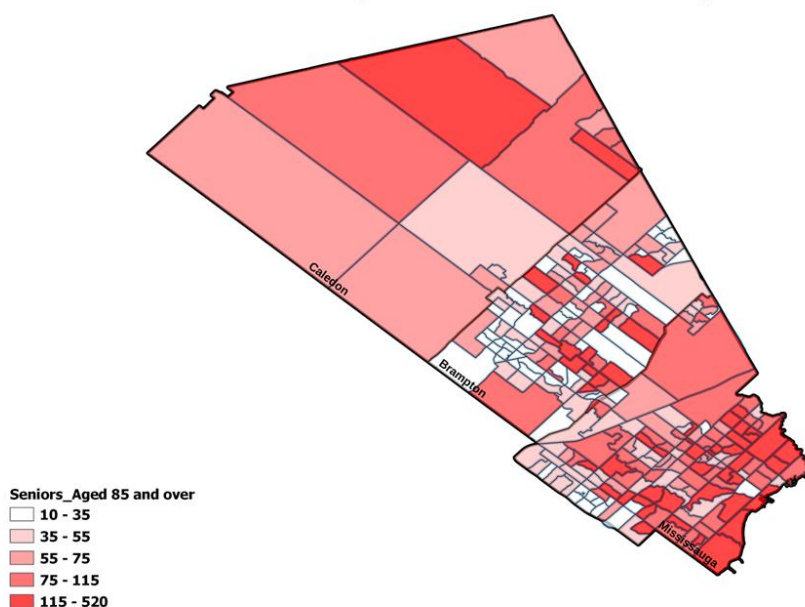 Caledon
Brampton
Mississauga
Seniors_Aged 85 and over
10 - 35
35 - 55
55 - 75
75 - 115
115 - 520